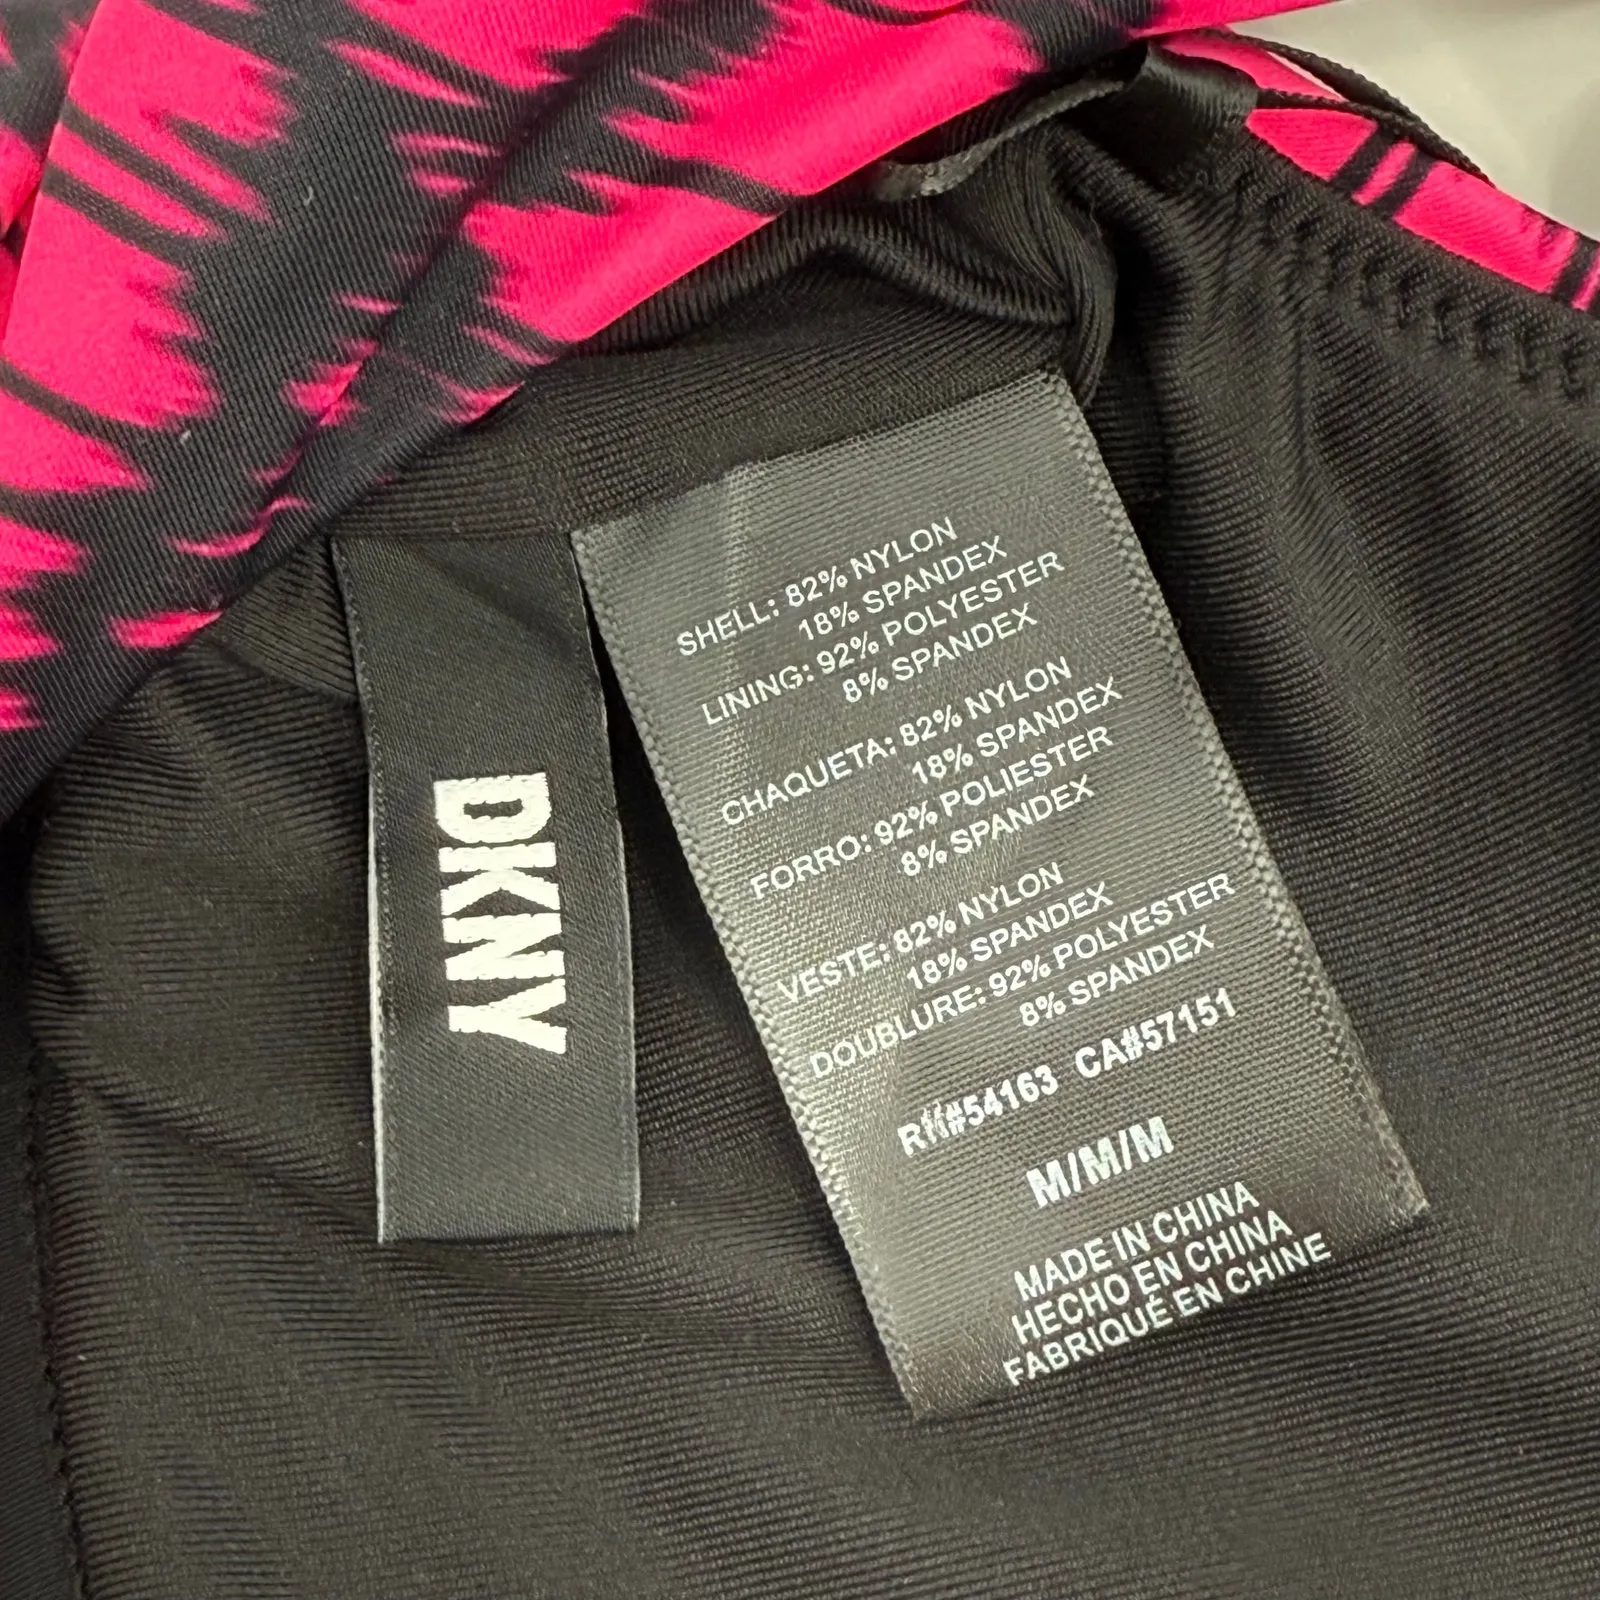 DKNY
SHELL: 82% NYLON
18% SPANDEX
LINING: 92% POLYESTER
8% SPANDEX
CHAQUETA: 82% NYLON
18% SPANDEX
FORRO: 92% POLIESTER
8% SPANDEX
VESTE: 82% NYLON
18% SPANDEX
DOUBLURE: 92% POLYESTER
8% SPANDEX
RN#54163 CA#57151
M/M/M
MADE IN CHINA
HECHO EN CHINA
FABRIQUÉ EN CHINE